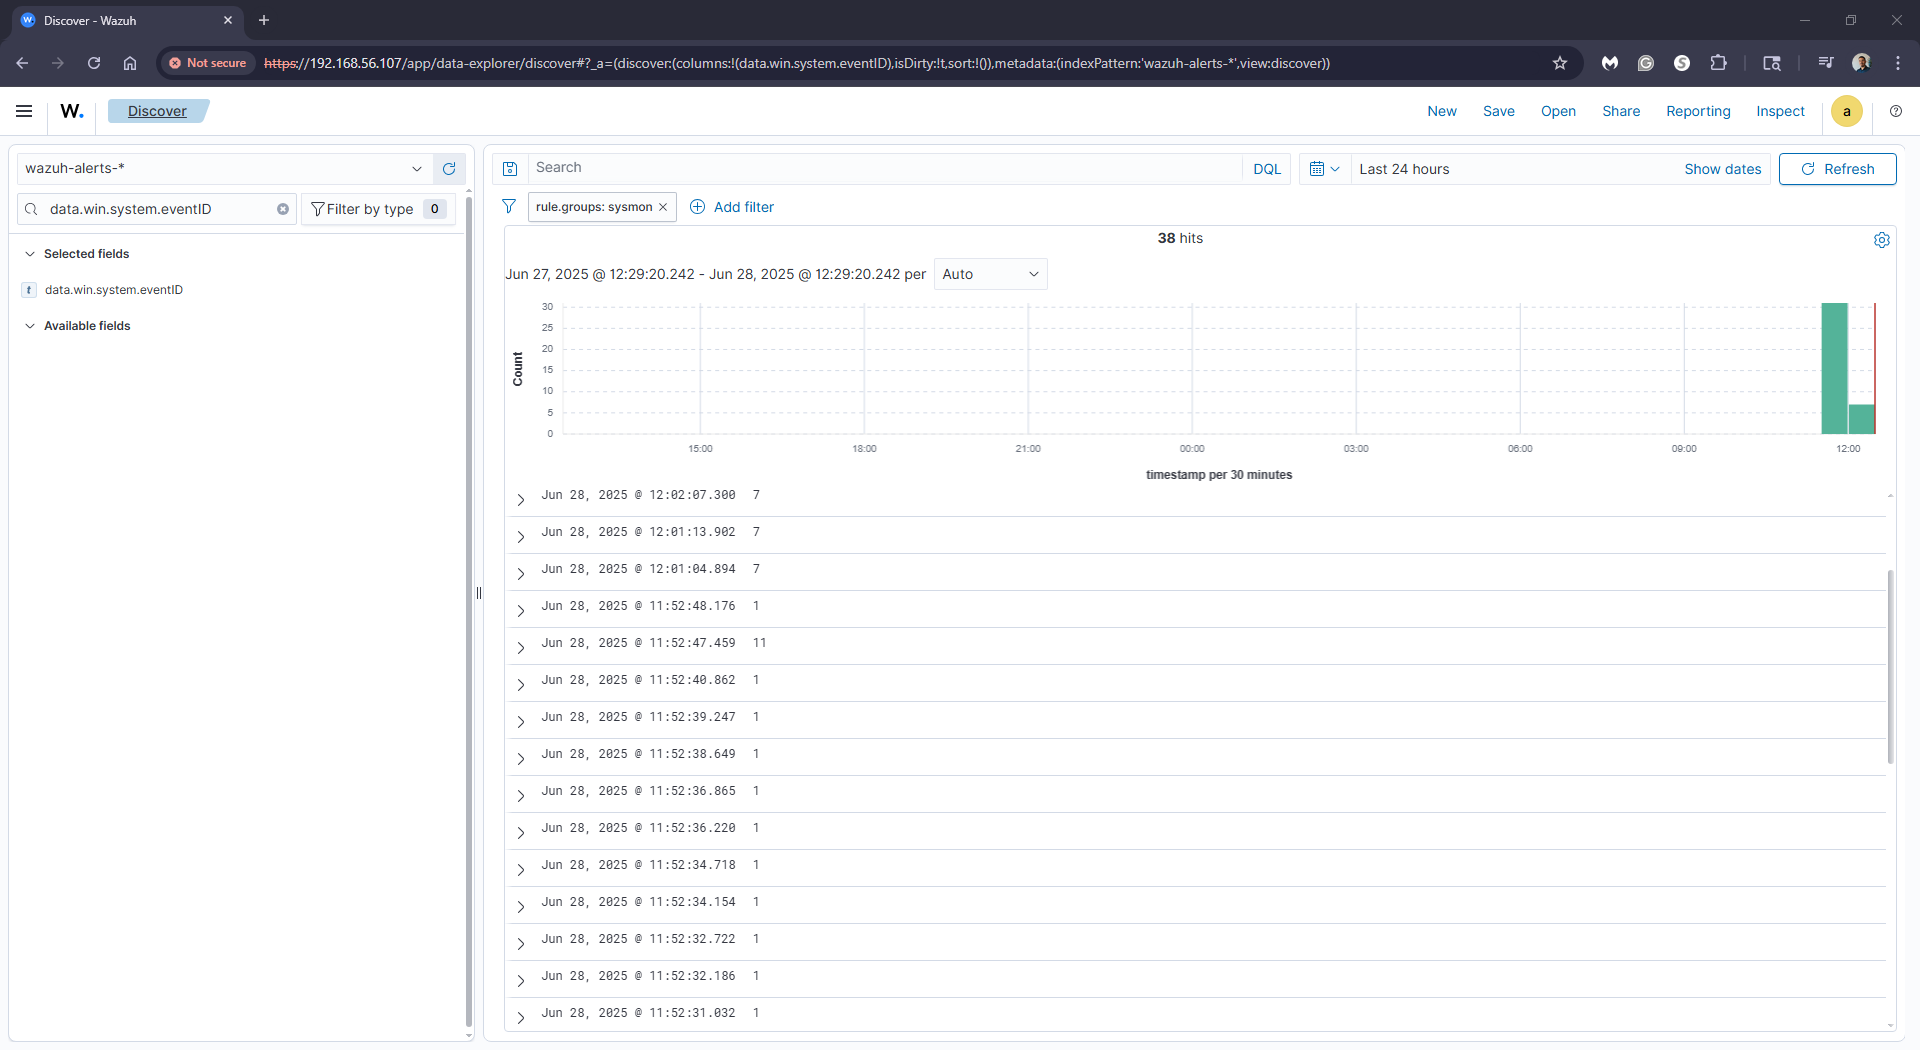 Discover - Wazuh
Not secure https://192.168.56.107/app/data-explorer/discover#?_a=(discover:(columns:!(data.win.system.eventID),isDirty:!t,sort:!()),metadata:(indexPattern:'wazuh-alerts-*',view:discover))
W. Discover New Save Open Share Reporting Inspect a
wazuh-alerts-* Search DQL Last 24 hours Show dates Refresh
data.win.system.eventID Filter by type 0 rule.groups: sysmon Add filter
Selected fields
t data.win.system.eventID
Available fields
38 hits
Jun 27, 2025 @ 12:29:20.242 - Jun 28, 2025 @ 12:29:20.242 per Auto
Count
30
25
20
15
10
5
0
15:00 18:00 21:00 00:00 03:00 06:00 09:00 12:00
timestamp per 30 minutes
Jun 28, 2025 @ 12:02:07.300 7
Jun 28, 2025 @ 12:01:13.902 7
Jun 28, 2025 @ 12:01:04.894 7
Jun 28, 2025 @ 11:52:48.176 1
Jun 28, 2025 @ 11:52:47.459 11
Jun 28, 2025 @ 11:52:40.862 1
Jun 28, 2025 @ 11:52:39.247 1
Jun 28, 2025 @ 11:52:38.649 1
Jun 28, 2025 @ 11:52:36.865 1
Jun 28, 2025 @ 11:52:36.220 1
Jun 28, 2025 @ 11:52:34.718 1
Jun 28, 2025 @ 11:52:34.154 1
Jun 28, 2025 @ 11:52:32.722 1
Jun 28, 2025 @ 11:52:32.186 1
Jun 28, 2025 @ 11:52:31.032 1